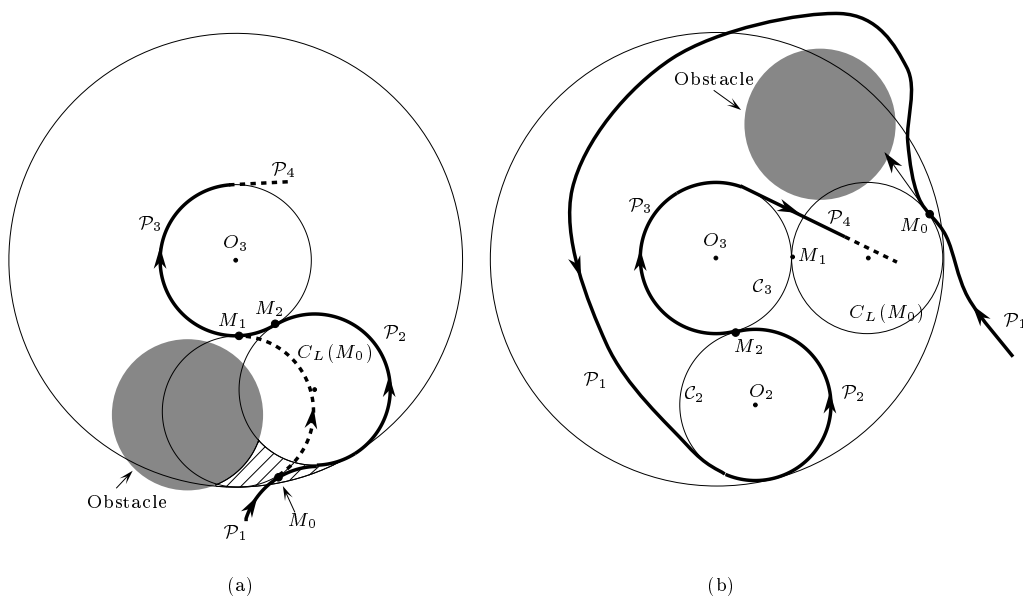 P₄
P₃
O₃
M₂
M₁
P₂
C_L(M₀)
Obstacle
M₀
P₁
(a)
Obstacle
P₃
P₄
M₀
O₃
M₁
C₃
C_L(M₀)
P₁
M₂
P₁
C₂
O₂
P₂
(b)